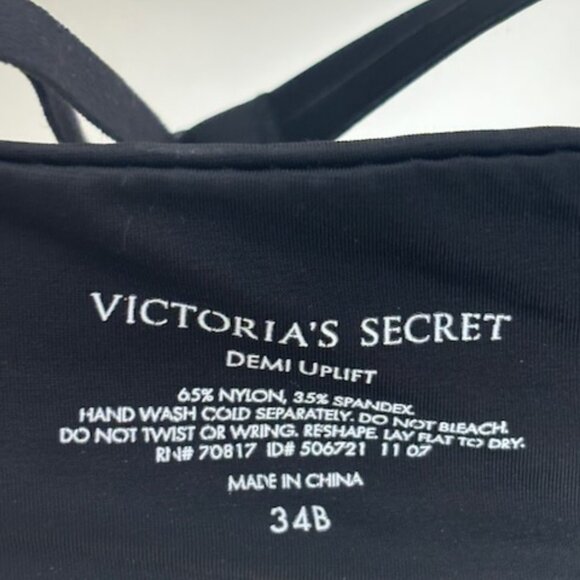 VICTORIA'S SECRET
DEMI UPLIFT
65% NYLON, 35% SPANDEX.
HAND WASH COLD SEPARATELY. DO NOT BLEACH.
DO NOT TWIST OR WRING. RESHAPE. LAY FLAT TO DRY.
RN# 70817 ID# 506721 11 07
MADE IN CHINA
34B